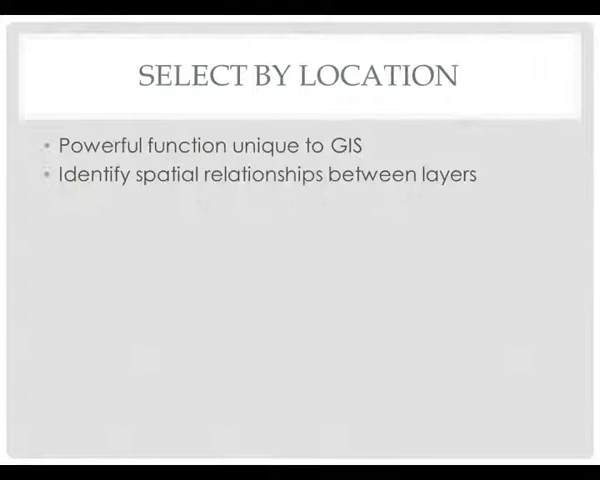 SELECT BY LOCATION
• Powerful function unique to GIS
• Identify spatial relationships between layers